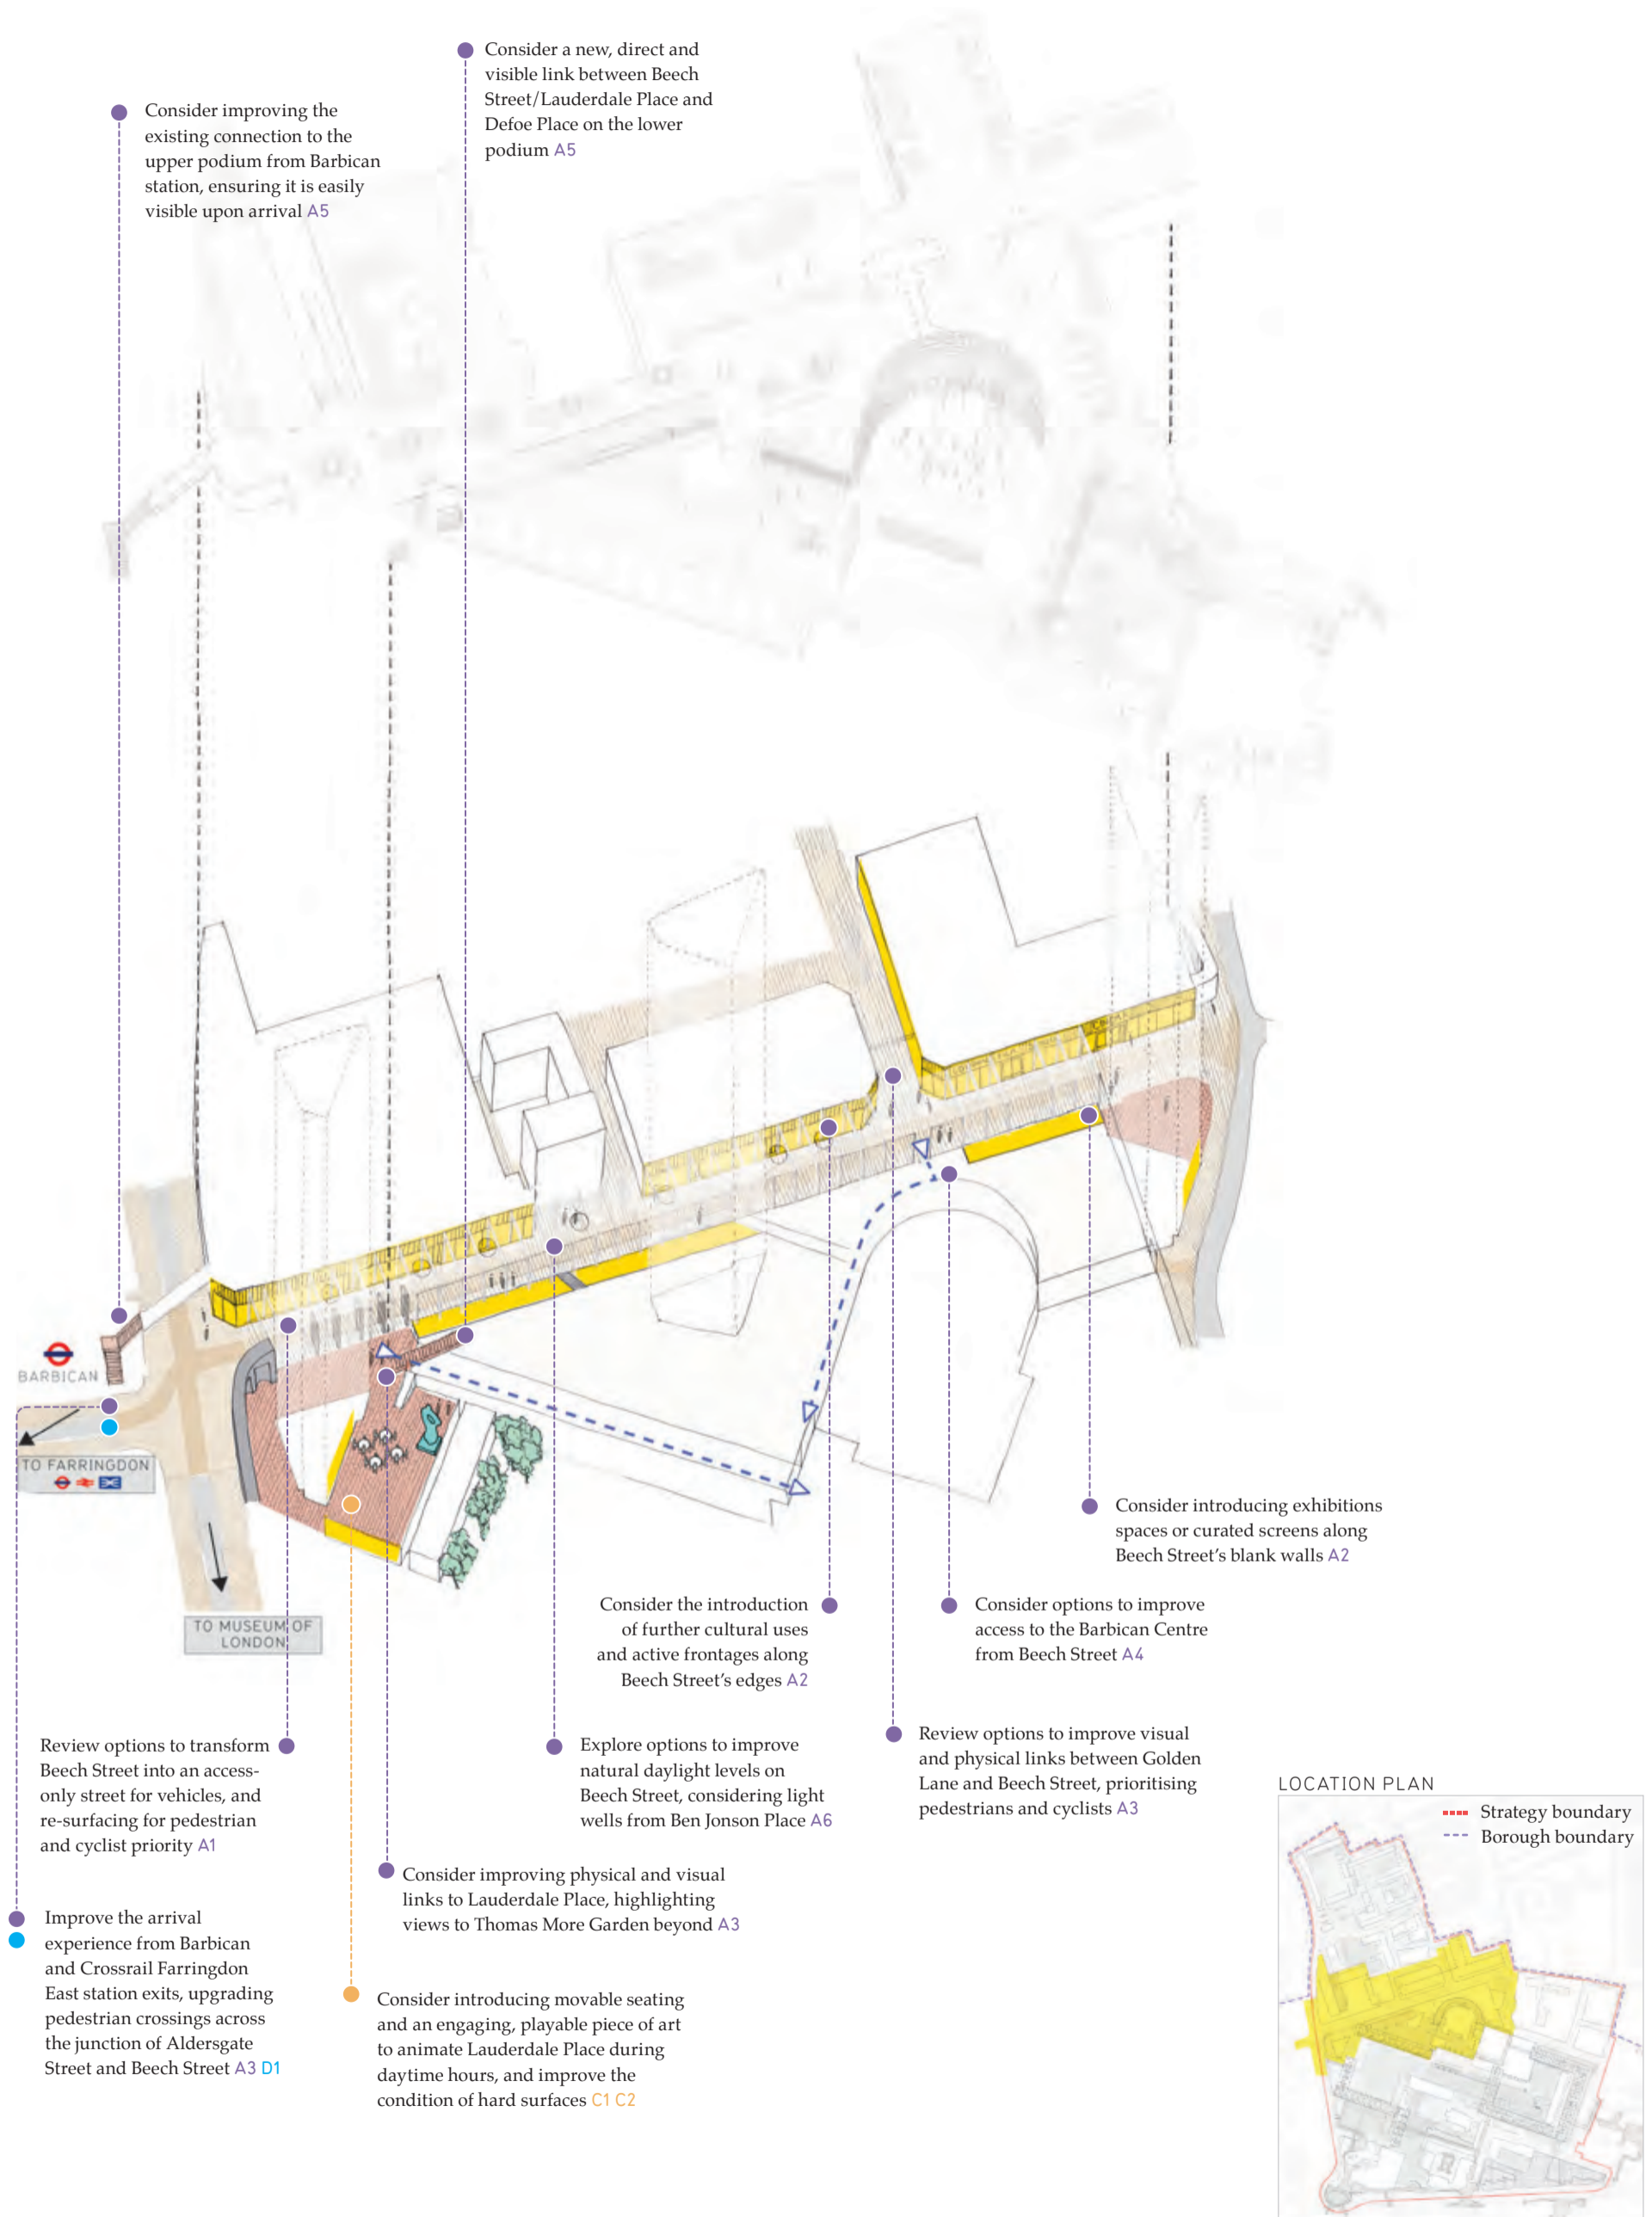 Consider a new, direct and
visible link between Beech
Street/Lauderdale Place and
Defoe Place on the lower
podium A5
Consider improving the
existing connection to the
upper podium from Barbican
station, ensuring it is easily
visible upon arrival A5
BARBICAN
TO FARRINGDON
TO MUSEUM OF
LONDON
Consider introducing exhibitions
spaces or curated screens along
Beech Street's blank walls A2
Consider the introduction
of further cultural uses
and active frontages along
Beech Street's edges A2
Consider options to improve
access to the Barbican Centre
from Beech Street A4
Review options to transform
Beech Street into an access-
only street for vehicles, and
re-surfacing for pedestrian
and cyclist priority A1
Explore options to improve
natural daylight levels on
Beech Street, considering light
wells from Ben Jonson Place A6
Review options to improve visual
and physical links between Golden
Lane and Beech Street, prioritising
pedestrians and cyclists A3
Consider improving physical and visual
links to Lauderdale Place, highlighting
views to Thomas More Garden beyond A3
Improve the arrival
experience from Barbican
and Crossrail Farringdon
East station exits, upgrading
pedestrian crossings across
the junction of Aldersgate
Street and Beech Street A3 D1
Consider introducing movable seating
and an engaging, playable piece of art
to animate Lauderdale Place during
daytime hours, and improve the
condition of hard surfaces C1 C2
LOCATION PLAN
Strategy boundary
Borough boundary